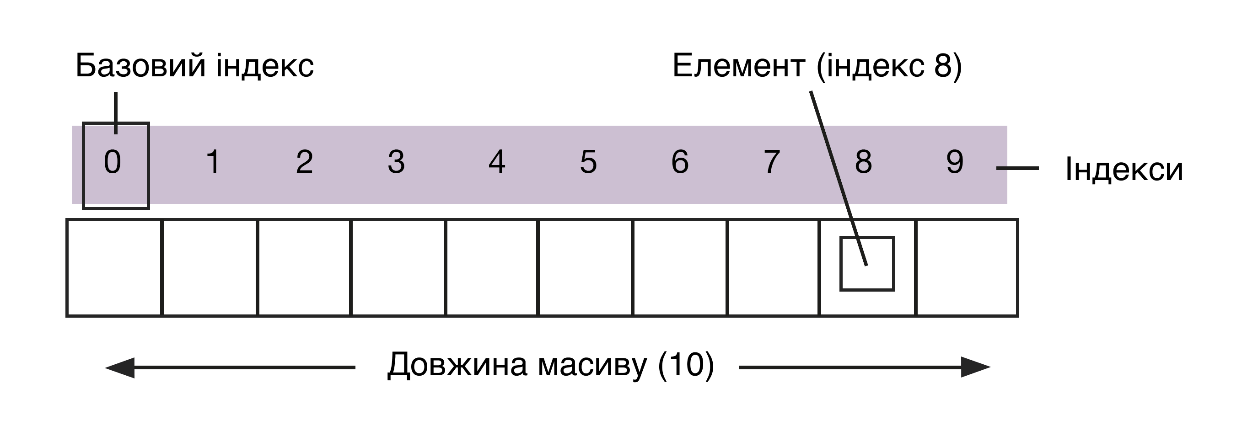 Базовий індекс
Елемент (індекс 8)
0 1 2 3 4 5 6 7 8 9
Індекси
Довжина масиву (10)